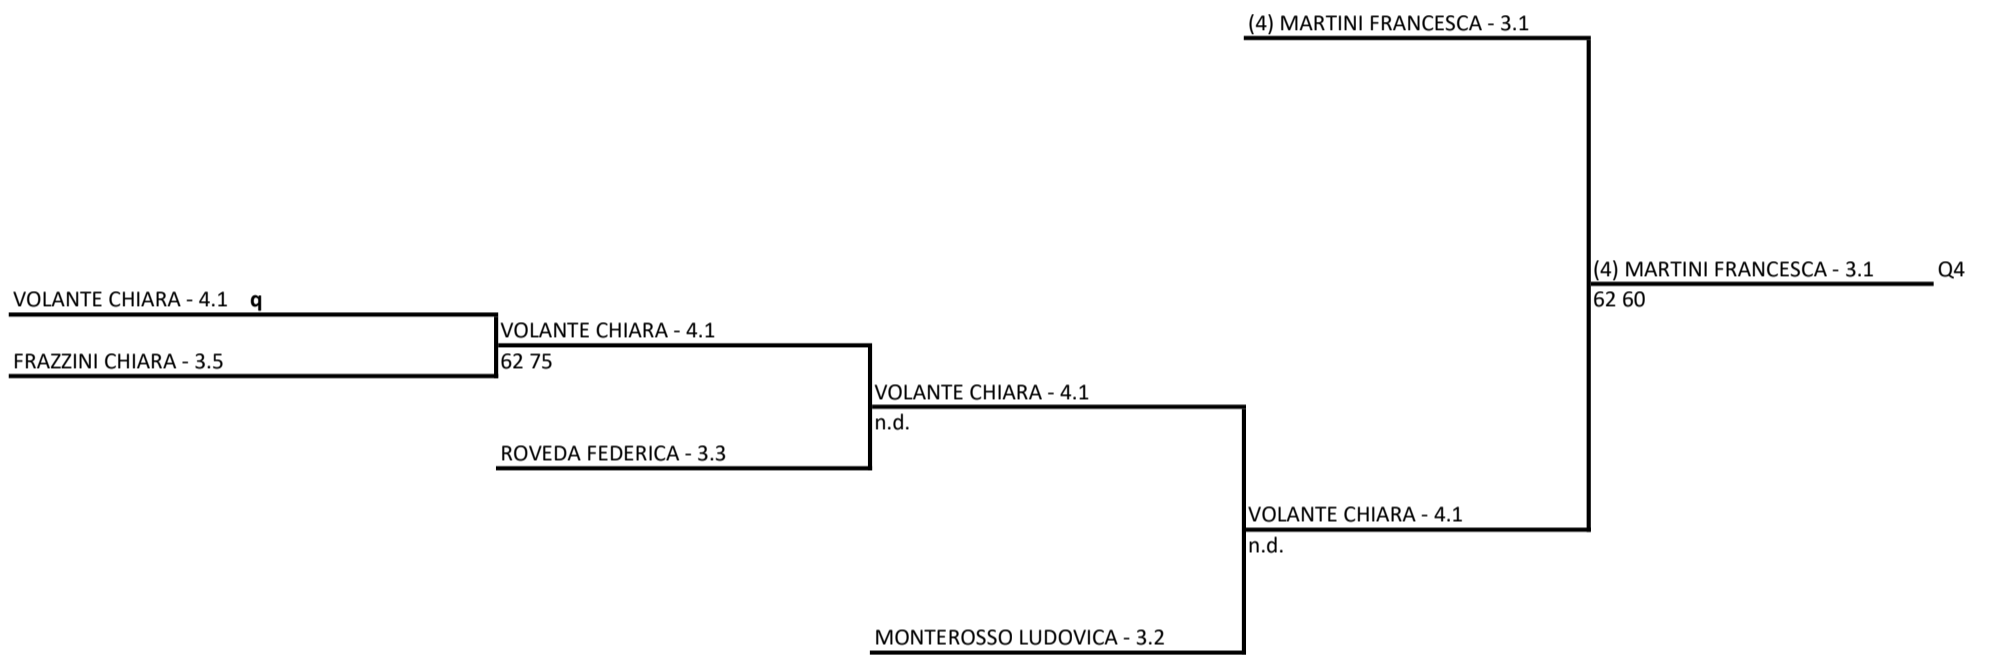 (4) MARTINI FRANCESCA - 3.1
(4) MARTINI FRANCESCA - 3.1 Q4
VOLANTE CHIARA - 4.1 q
62 60
VOLANTE CHIARA - 4.1
FRAZZINI CHIARA - 3.5
62 75
VOLANTE CHIARA - 4.1
n.d.
ROVEDA FEDERICA - 3.3
VOLANTE CHIARA - 4.1
n.d.
MONTEROSSO LUDOVICA - 3.2